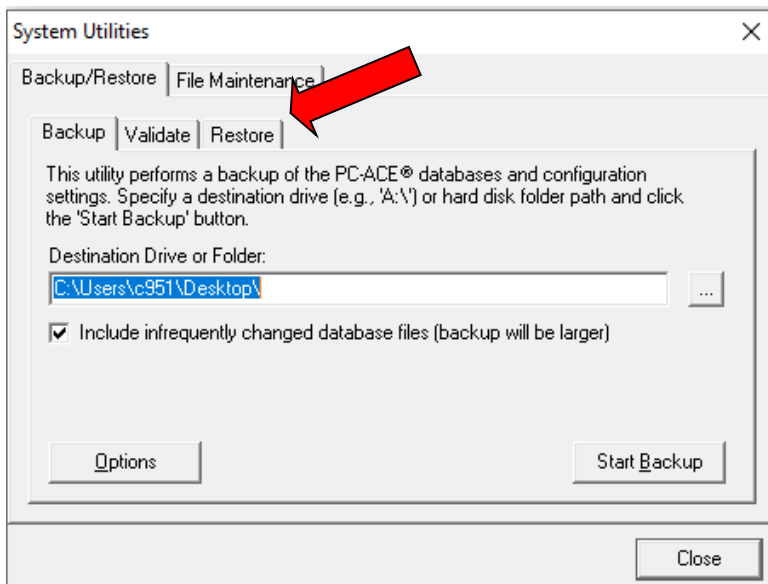 System Utilities
Backup/Restore File Maintenance
Backup Validate Restore
This utility performs a backup of the PC-ACE® databases and configuration
settings. Specify a destination drive (e.g., 'A:\') or hard disk folder path and click
the 'Start Backup' button.
Destination Drive or Folder:
C:\Users\c951\Desktop\
...
Include infrequently changed database files (backup will be larger)
Options Start Backup
Close